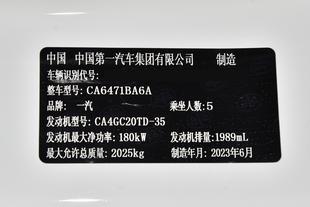 中国 中国第一汽车集团有限公司 制造
车辆识别代号:
整车型号: CA6471BA6A
品牌: 一汽 乘坐人数: 5
发动机型号: CA4GC20TD-35
发动机最大净功率: 180kW 发动机排量: 1989mL
最大允许总质量: 2025kg 制造年月: 2023年6月